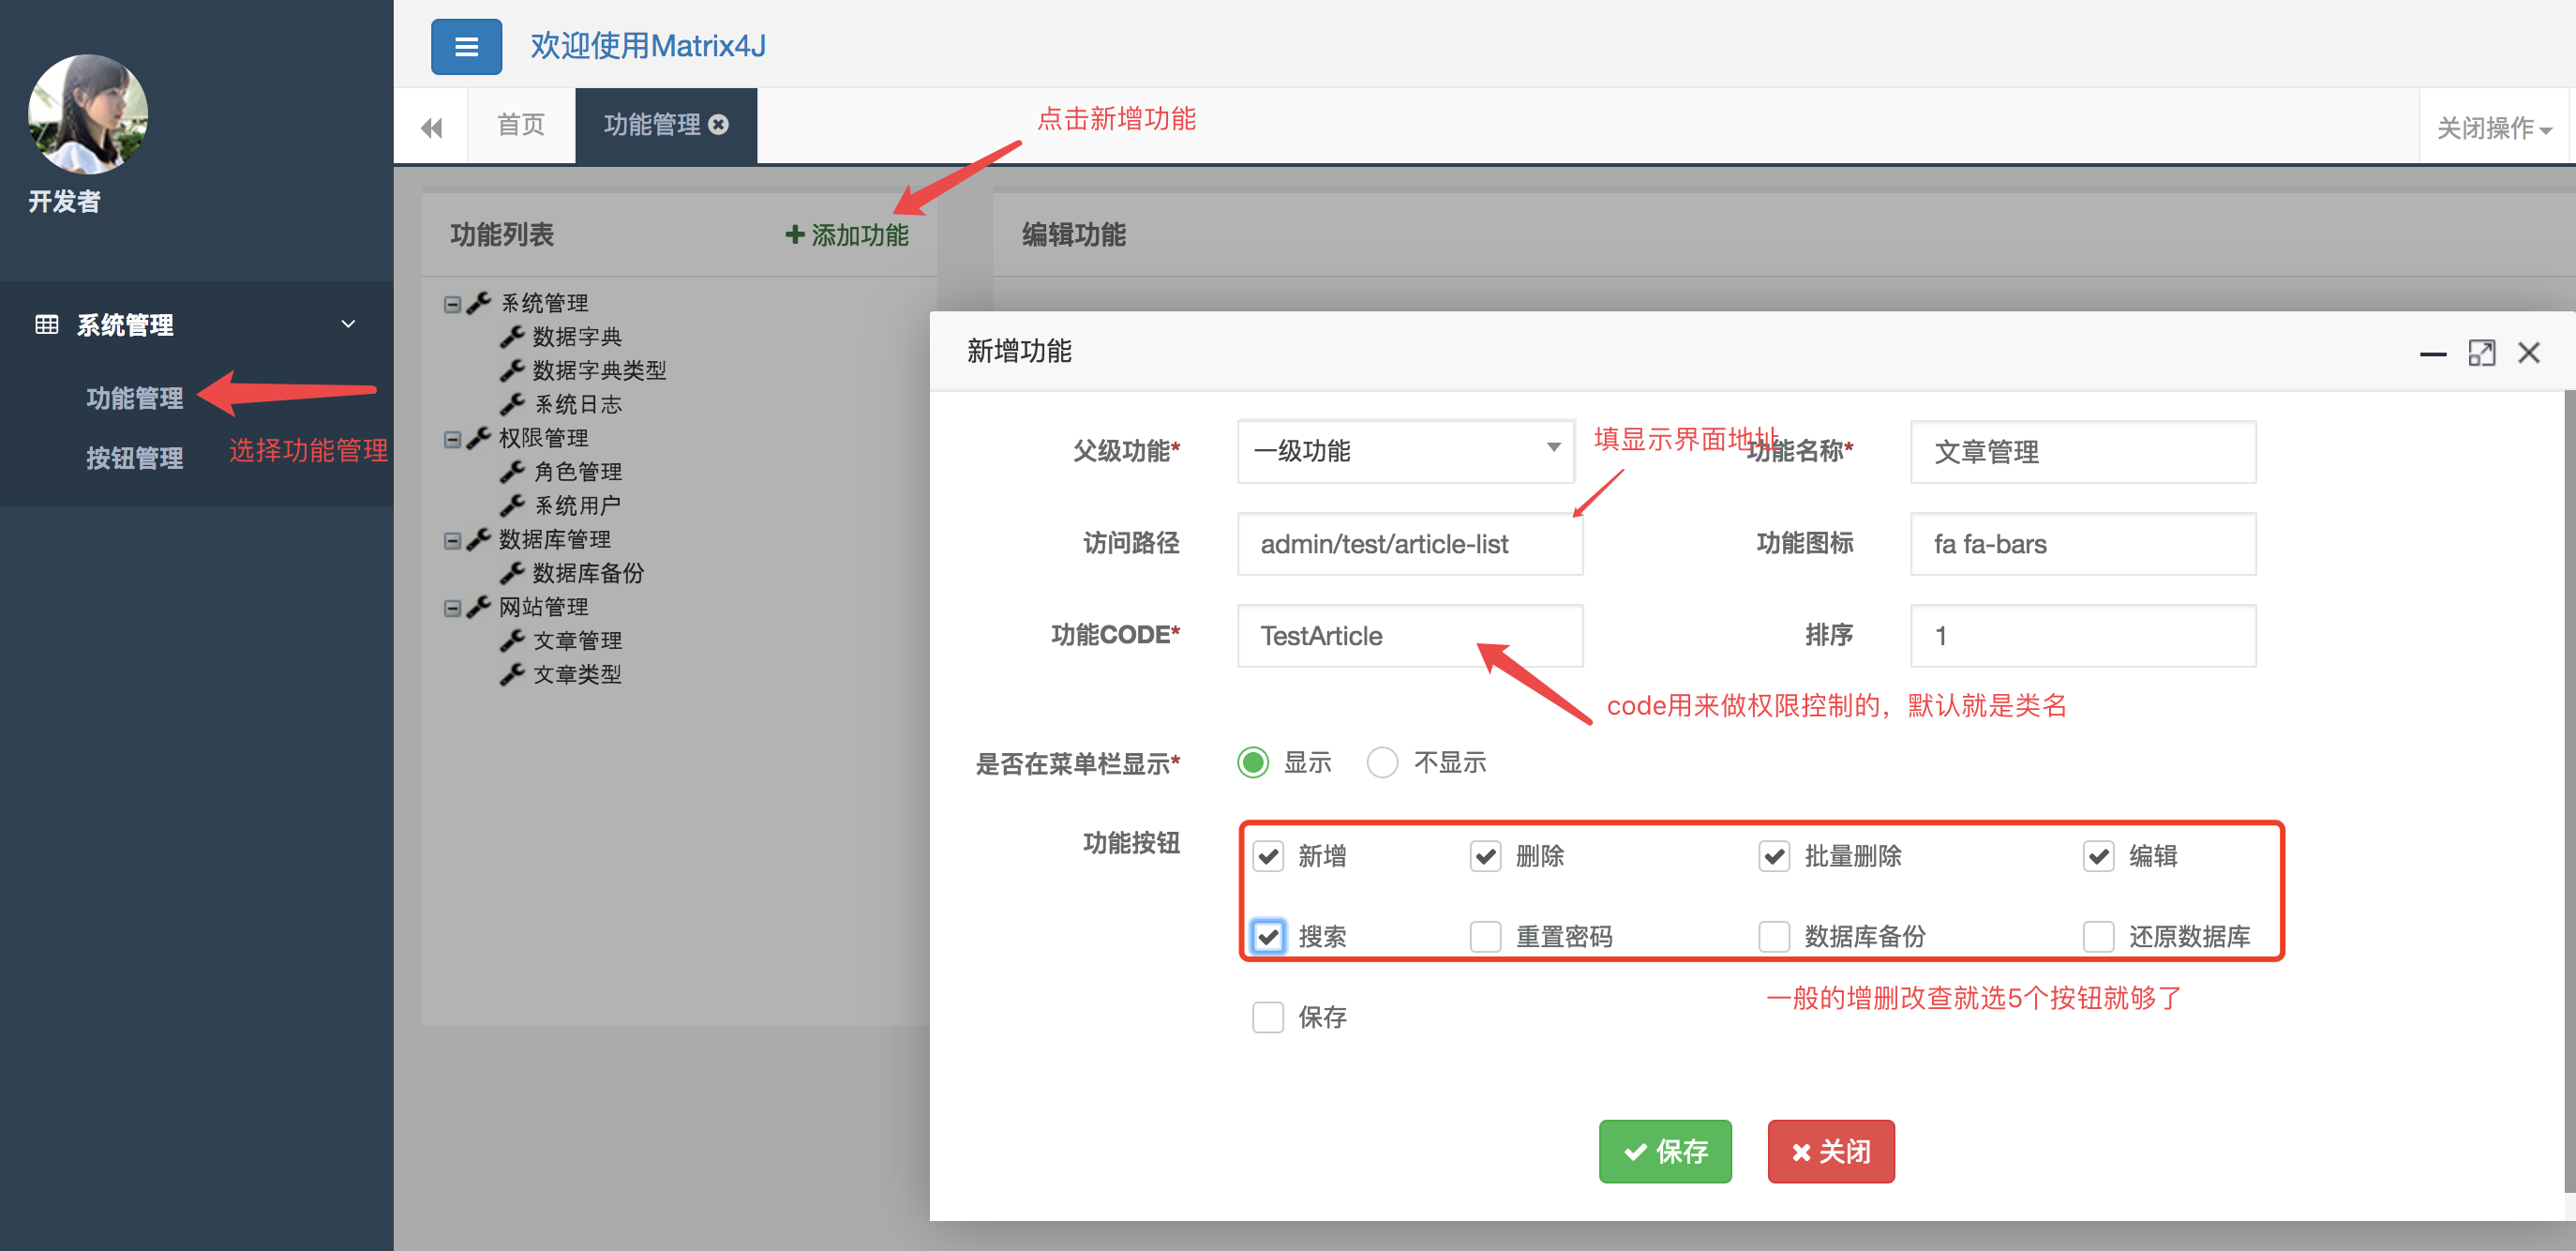 欢迎使用Matrix4J
首页
功能管理
点击新增功能
关闭操作
开发者
系统管理
功能管理
按钮管理
选择功能管理
功能列表
添加功能
编辑功能
系统管理
数据字典
数据字典类型
系统日志
权限管理
角色管理
系统用户
数据库管理
数据库备份
网站管理
文章管理
文章类型
新增功能
父级功能*
一级功能
填显示界面地址
功能名称*
文章管理
访问路径
admin/test/article-list
功能图标
fa fa-bars
功能CODE*
TestArticle
排序
1
code用来做权限控制的，默认就是类名
是否在菜单栏显示*
显示
不显示
功能按钮
新增
删除
批量删除
编辑
搜索
重置密码
数据库备份
还原数据库
一般的增删改查就选5个按钮就够了
保存
保存
关闭